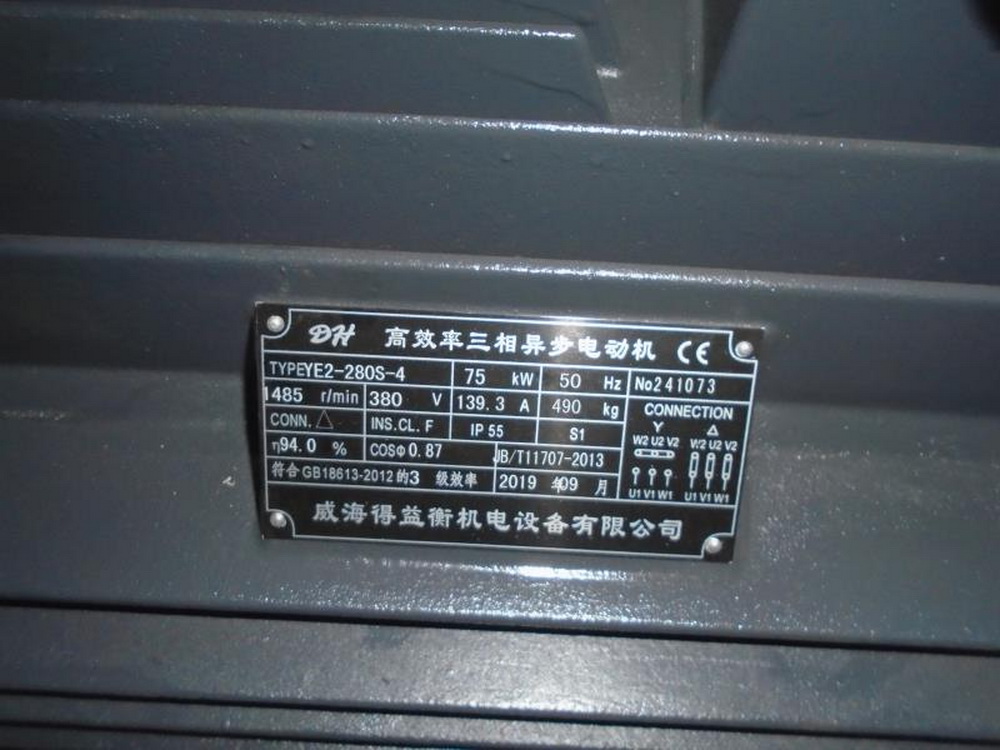 DH 高效率三相异步电动机 CE
TYPEYE2-280S-4 75 kW 50 Hz No241073
1485 r/min 380 V 139.3 A 490 kg
CONNECTION
CONN. △ INS.CL. F IP 55 S1
Y △
W2 U2 V2 W2 U2 V2
η94.0 % COSΦ0.87 JB/T11707-2013
U1 V1 W1 U1 V1 W1
符合GB18613-2012的3 级效率 2019 年09 月
威海得益衡机电设备有限公司